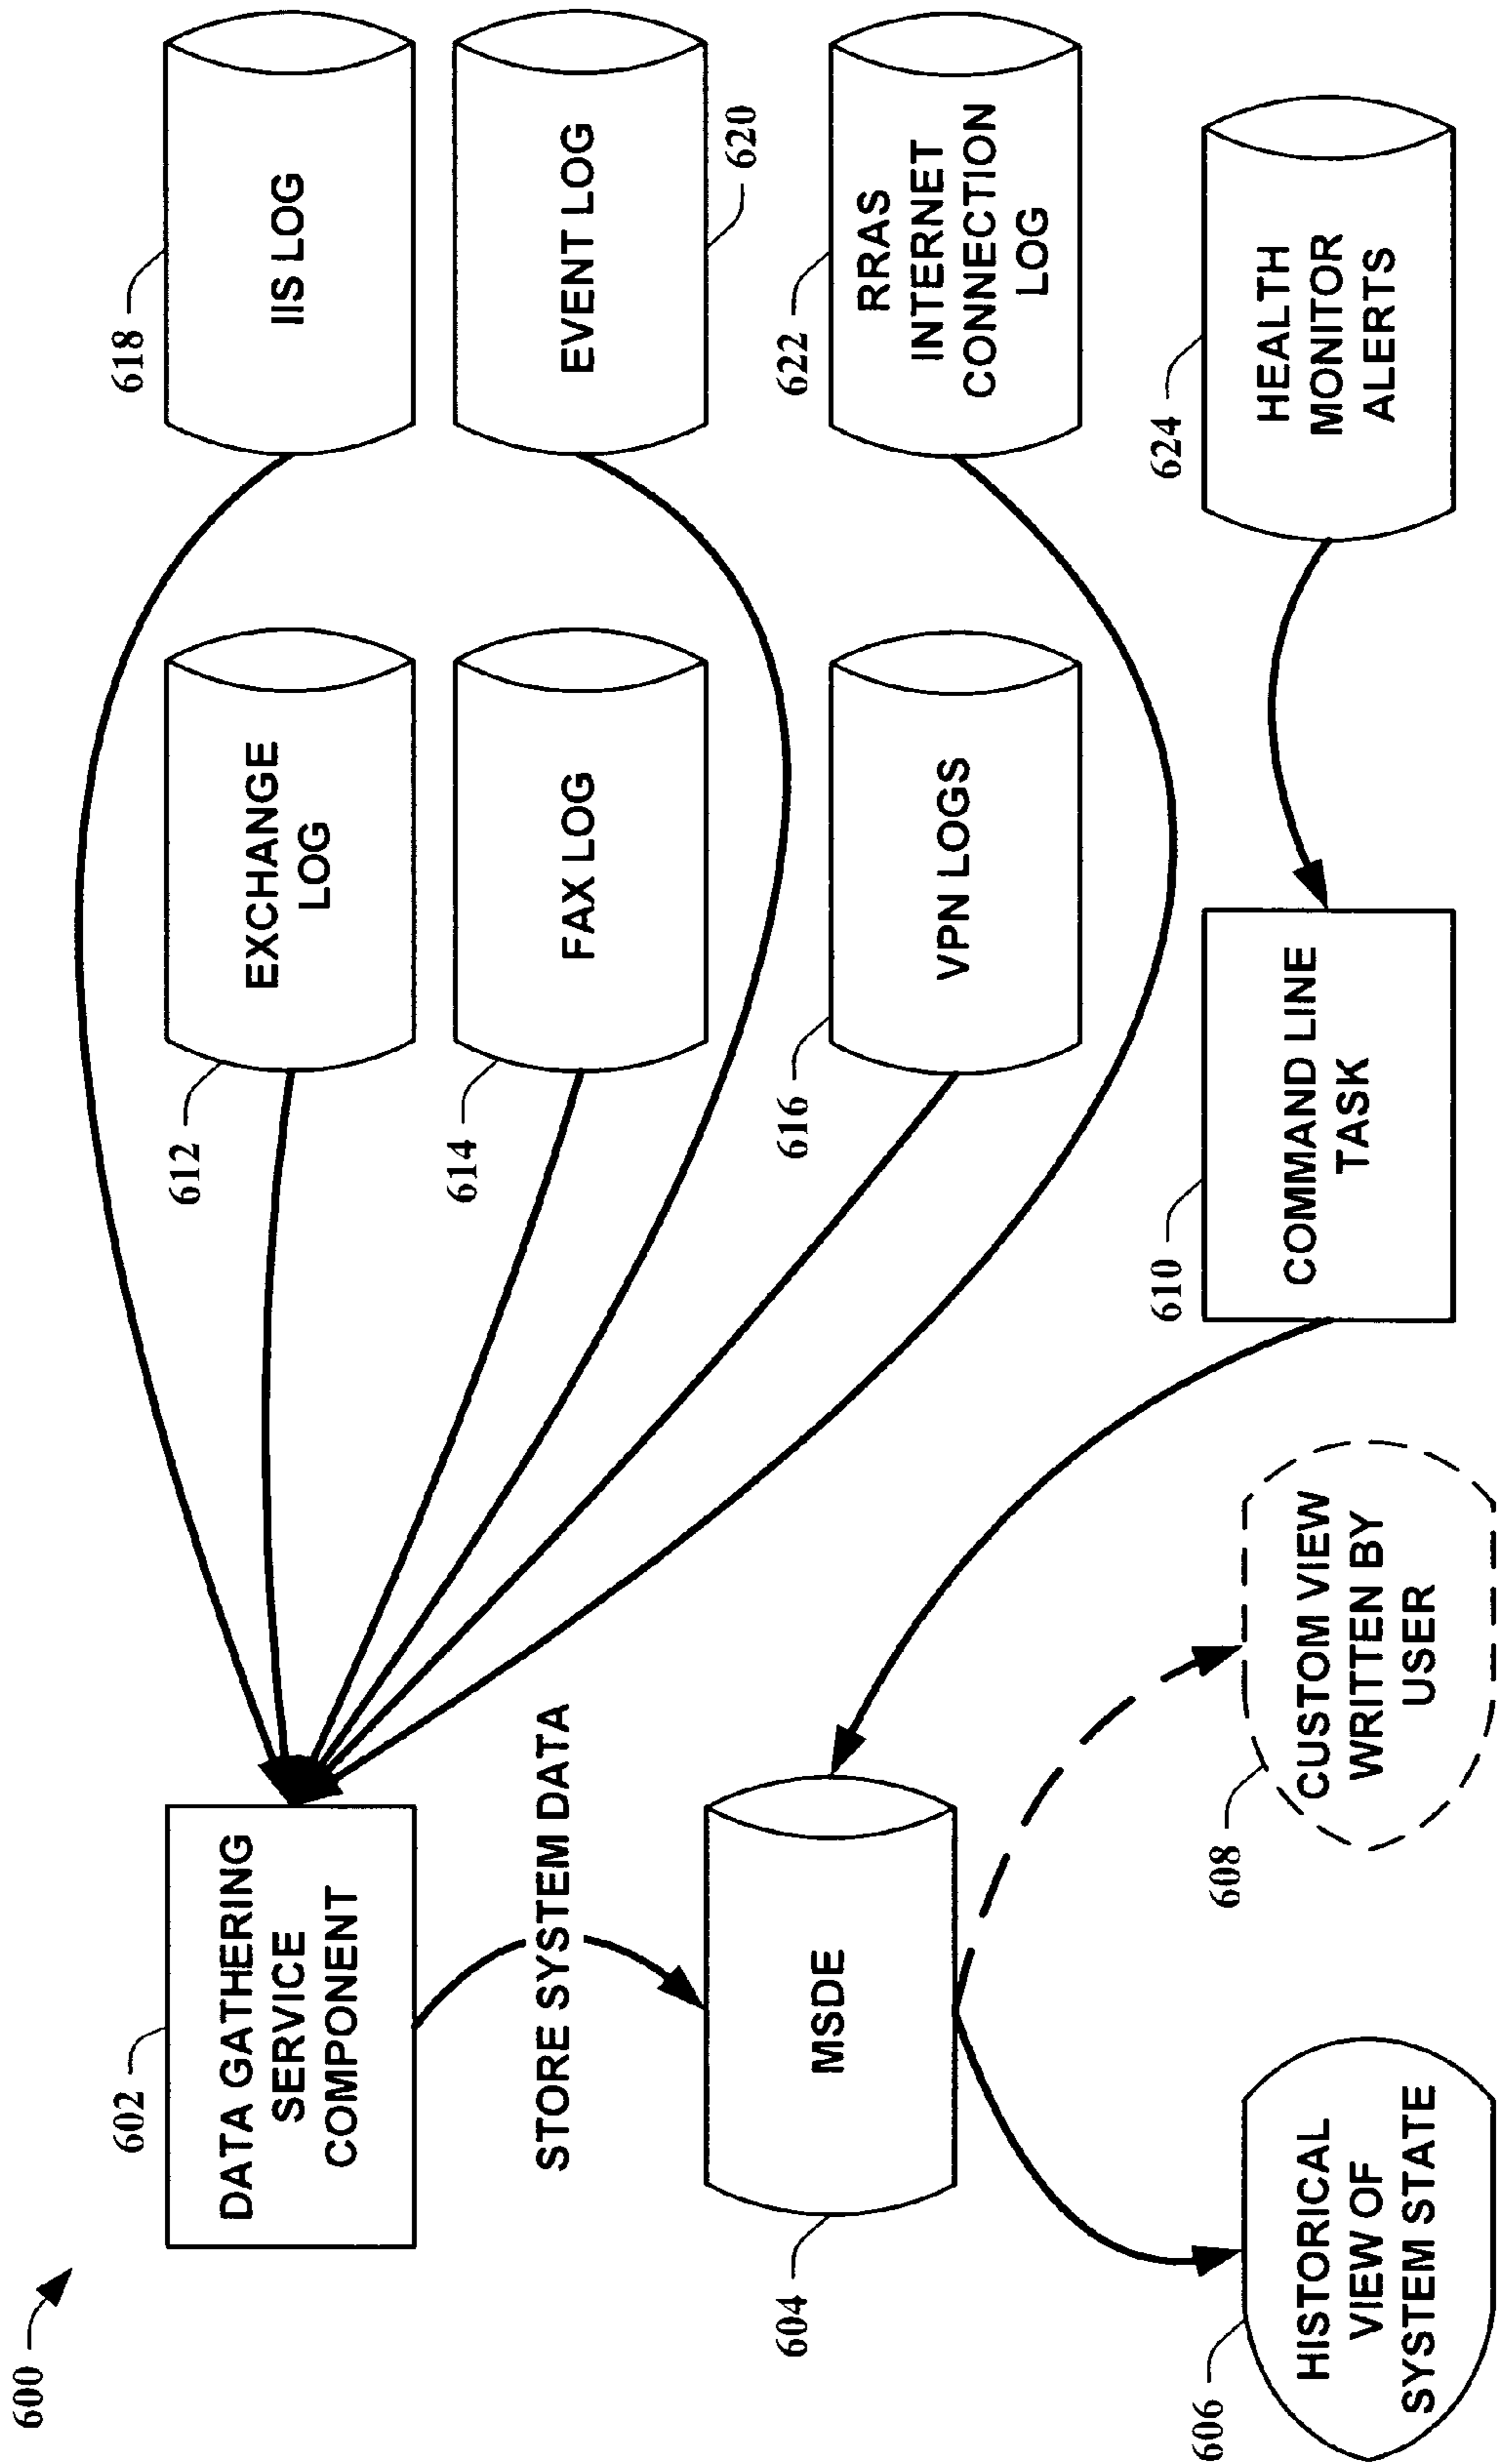 600
602
DATA GATHERING
SERVICE
COMPONENT
612
EXCHANGE
LOG
618
IIS LOG
STORE SYSTEM DATA
614
FAX LOG
EVENT LOG
620
604
MSDE
616
VPN LOGS
622
RRAS
INTERNET
CONNECTION
LOG
606
HISTORICAL
VIEW OF
SYSTEM STATE
608
CUSTOM VIEW
WRITTEN BY
USER
610
COMMAND LINE
TASK
624
HEALTH
MONITOR
ALERTS